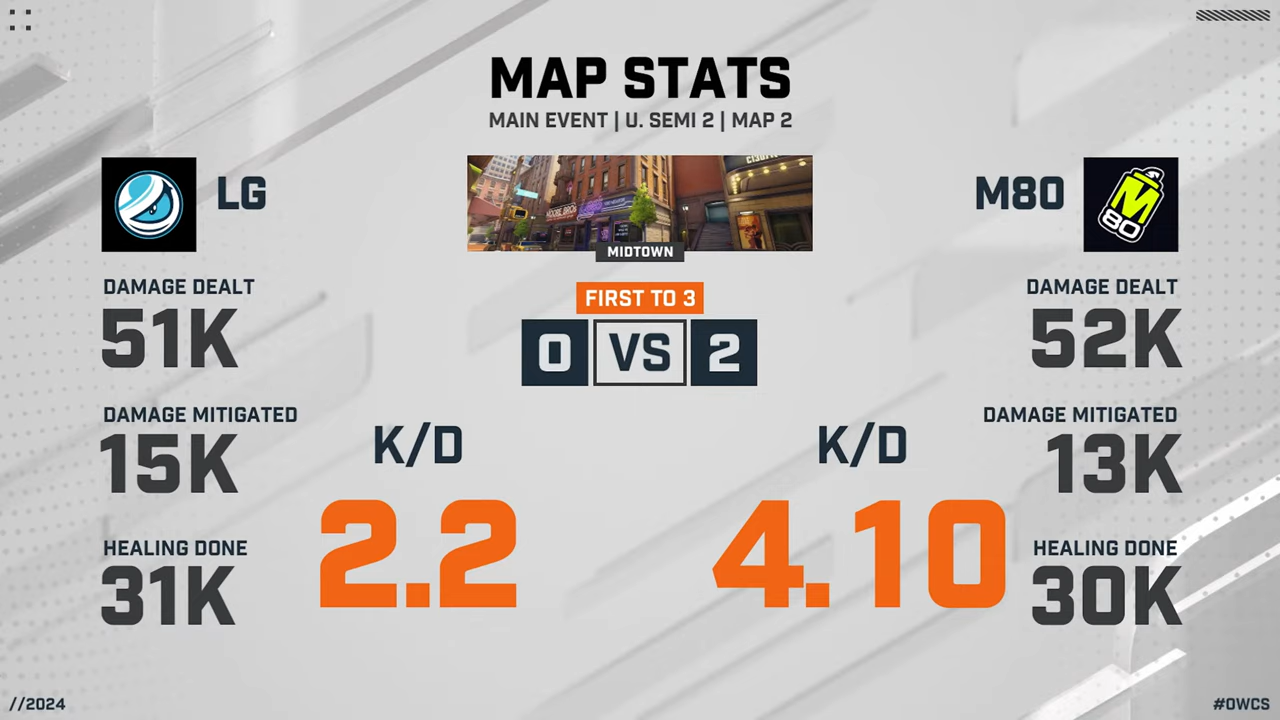 MAP STATS
MAIN EVENT | U. SEMI 2 | MAP 2
LG
M80
M
80
MIDTOWN
FIRST TO 3
0 VS 2
DAMAGE DEALT
51K
DAMAGE MITIGATED
15K
HEALING DONE
31K
K/D
2.2
K/D
4.10
DAMAGE DEALT
52K
DAMAGE MITIGATED
13K
HEALING DONE
30K
//2024
#OWCS